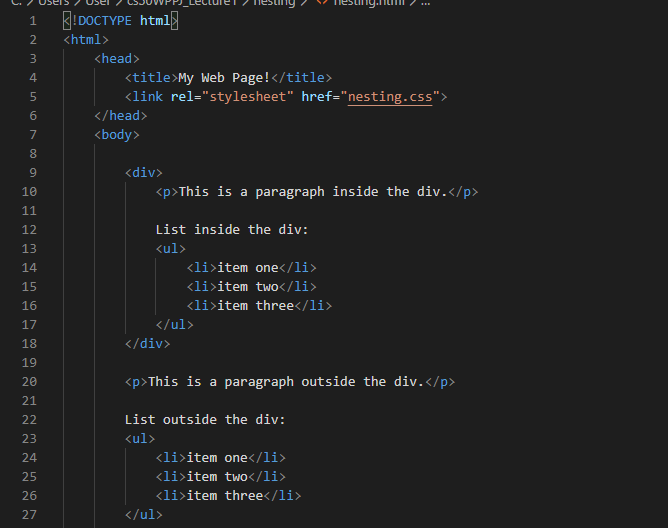 C: > Users > User > cs50WPPJ_Lecture1 > nesting > <> nesting.html > ...
1 <!DOCTYPE html>
2 <html>
3 <head>
4 <title>My Web Page!</title>
5 <link rel="stylesheet" href="nesting.css">
6 </head>
7 <body>
8
9 <div>
10 <p>This is a paragraph inside the div.</p>
11
12 List inside the div:
13 <ul>
14 <li>item one</li>
15 <li>item two</li>
16 <li>item three</li>
17 </ul>
18 </div>
19
20 <p>This is a paragraph outside the div.</p>
21
22 List outside the div:
23 <ul>
24 <li>item one</li>
25 <li>item two</li>
26 <li>item three</li>
27 </ul>